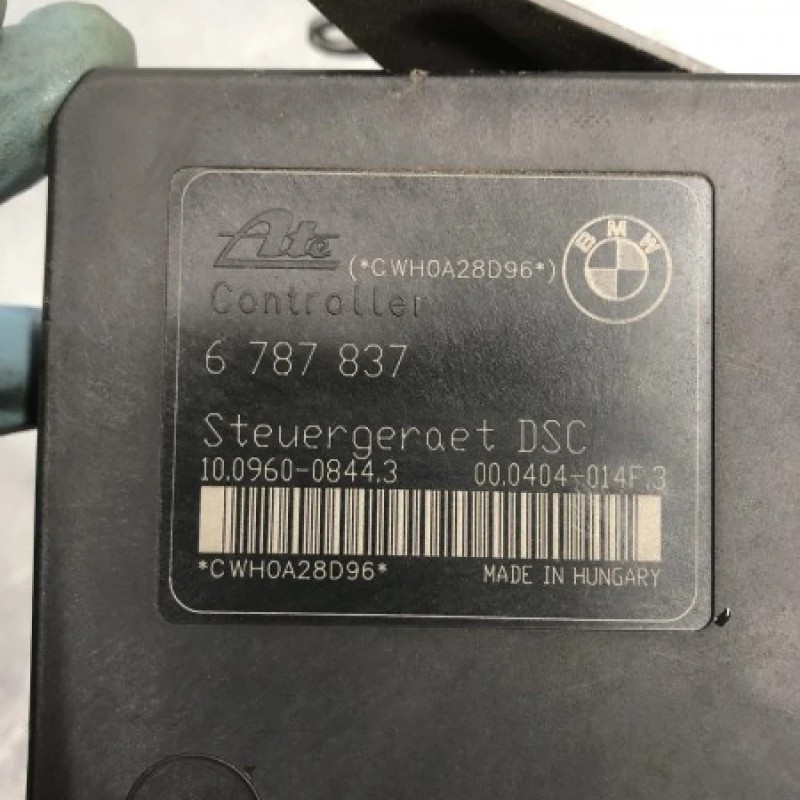 Ate
(*CWH0A28D96*)
BMW
Controller
6 787 837
Steuergeraet DSC
10.0960-0844.3 00.0404-014F.3
*CWH0A28D96*
MADE IN HUNGARY